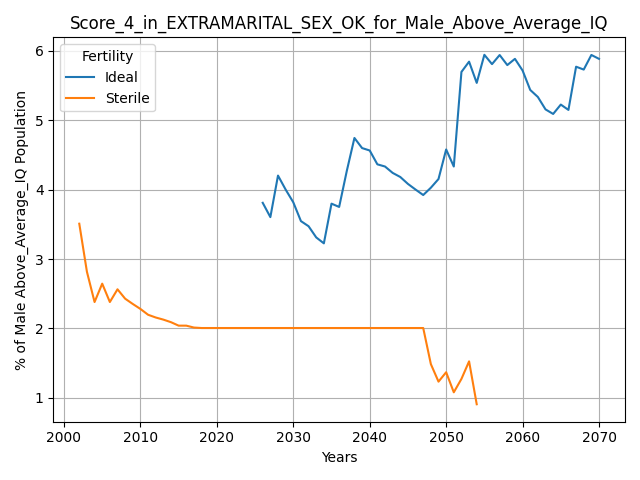 Score_4_in_EXTRAMARITAL_SEX_OK_for_Male_Above_Average_IQ
Fertility
Ideal
Sterile
% of Male Above_Average_IQ Population
6
5
4
3
2
1
2000 2010 2020 2030 2040 2050 2060 2070
Years